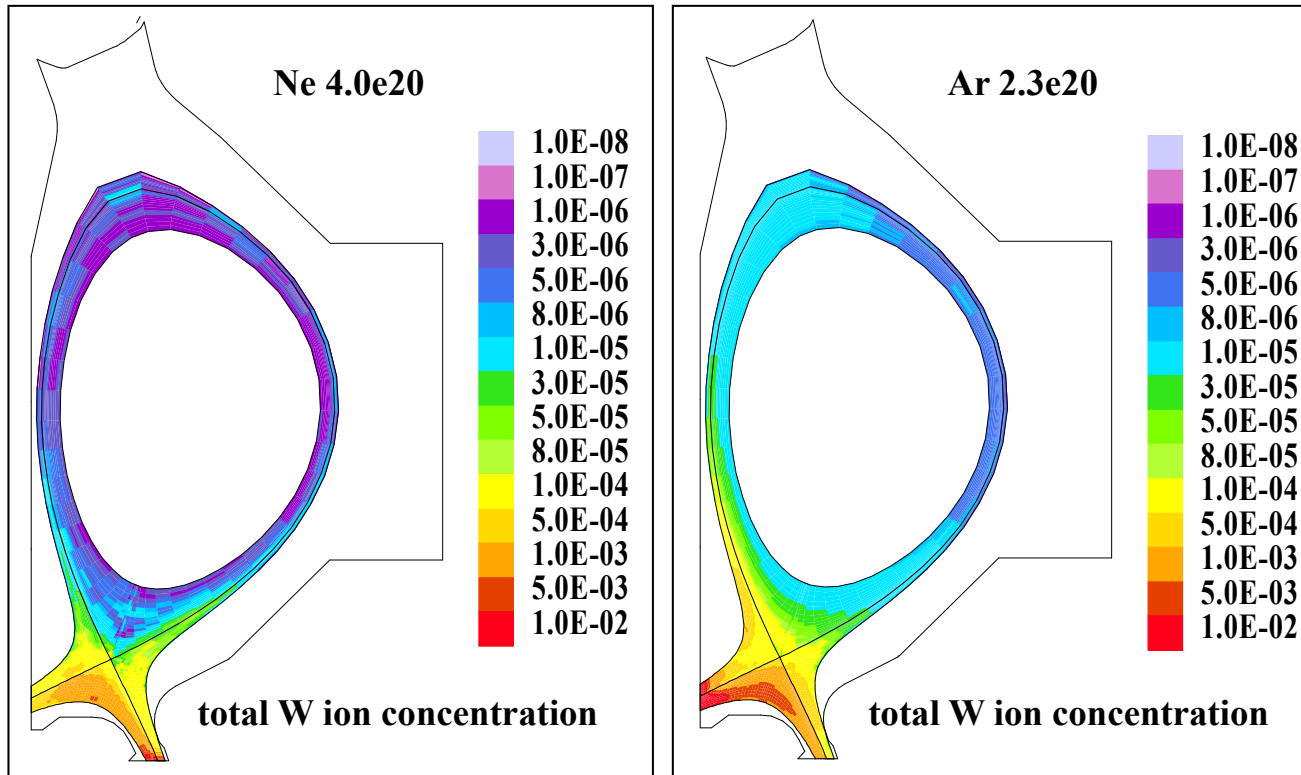 Ne 4.0e20
1.0E-08
1.0E-07
1.0E-06
3.0E-06
5.0E-06
8.0E-06
1.0E-05
3.0E-05
5.0E-05
8.0E-05
1.0E-04
5.0E-04
1.0E-03
5.0E-03
1.0E-02
total W ion concentration
Ar 2.3e20
1.0E-08
1.0E-07
1.0E-06
3.0E-06
5.0E-06
8.0E-06
1.0E-05
3.0E-05
5.0E-05
8.0E-05
1.0E-04
5.0E-04
1.0E-03
5.0E-03
1.0E-02
total W ion concentration